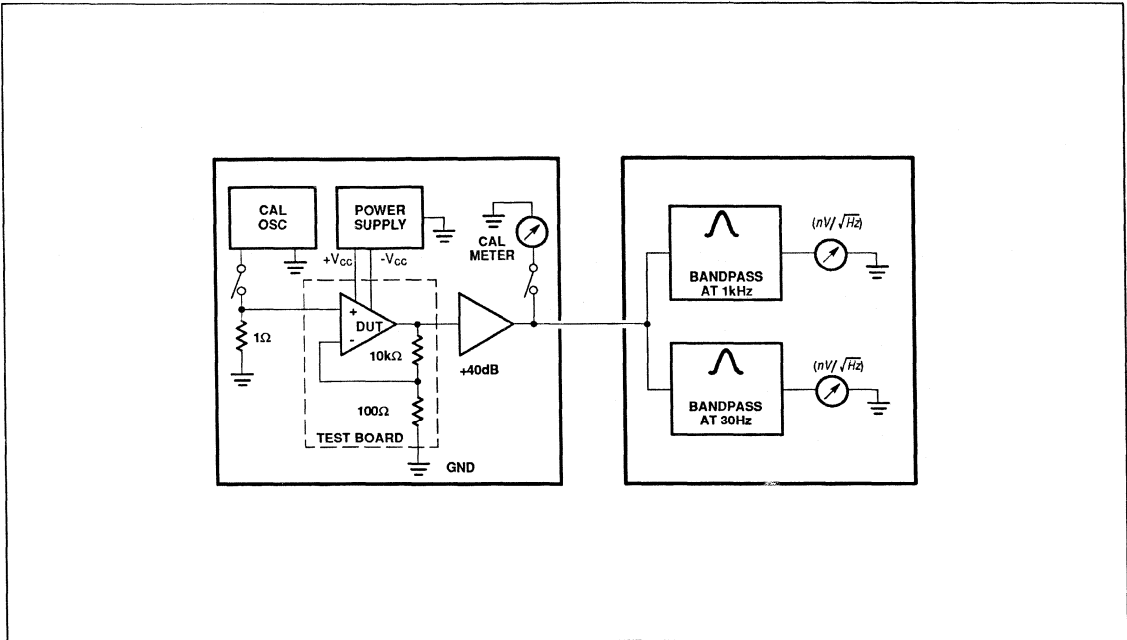 CAL
OSC
POWER
SUPPLY
CAL
METER
+VCC
-VCC
+
DUT
-
1Ω
10kΩ
100Ω
TEST BOARD
GND
+40dB
BANDPASS
AT 1kHz
(nV/√Hz)
BANDPASS
AT 30Hz
(nV/√Hz)